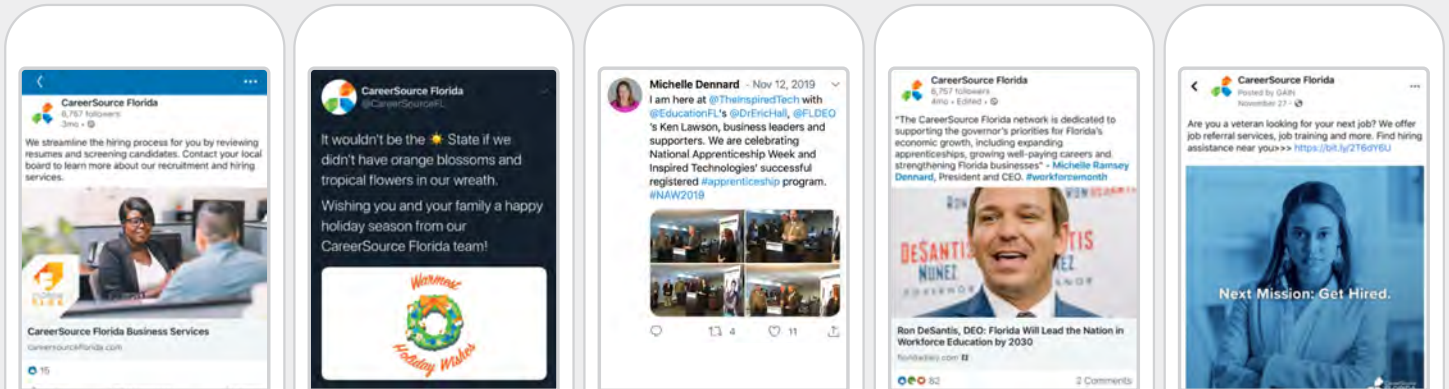 CareerSource Florida
6,757 followers
3mo
We streamline the hiring process for you by reviewing
resumes and screening candidates. Contact your local
board to learn more about our recruitment and hiring
services.
CareerSource Florida Business Services
careersourceflorida.com
15
CareerSource Florida
@CareerSourceFL
It wouldn't be the ☀ State if we
didn't have orange blossoms and
tropical flowers in our wreath.
Wishing you and your family a happy
holiday season from our
CareerSource Florida team!
Warmest
Holiday Wishes
Michelle Dennard - Nov 12, 2019
I am here at @TheInspiredTech with
@EducationFL's @DrEricHall, @FLDEO
's Ken Lawson, business leaders and
supporters. We are celebrating
National Apprenticeship Week and
Inspired Technologies' successful
registered #apprenticeship program.
#NAW2019
4 11
CareerSource Florida
6,757 followers
4mo • Edited •
"The CareerSource Florida network is dedicated to
supporting the governor's priorities for Florida's
economic growth, including expanding
apprenticeships, growing well-paying careers and
strengthening Florida businesses" - Michelle Ramsey
Dennard, President and CEO. #workforcemonth
DESANTIS
NUÑEZ
Ron DeSantis, DEO: Florida Will Lead the Nation in
Workforce Education by 2030
floridadaily.com
82 2 Comments
CareerSource Florida
Posted by GAIN
November 27
Are you a veteran looking for your next job? We offer
job referral services, job training and more. Find hiring
assistance near you>>> https://bit.ly/2T6dY6U
Next Mission: Get Hired.